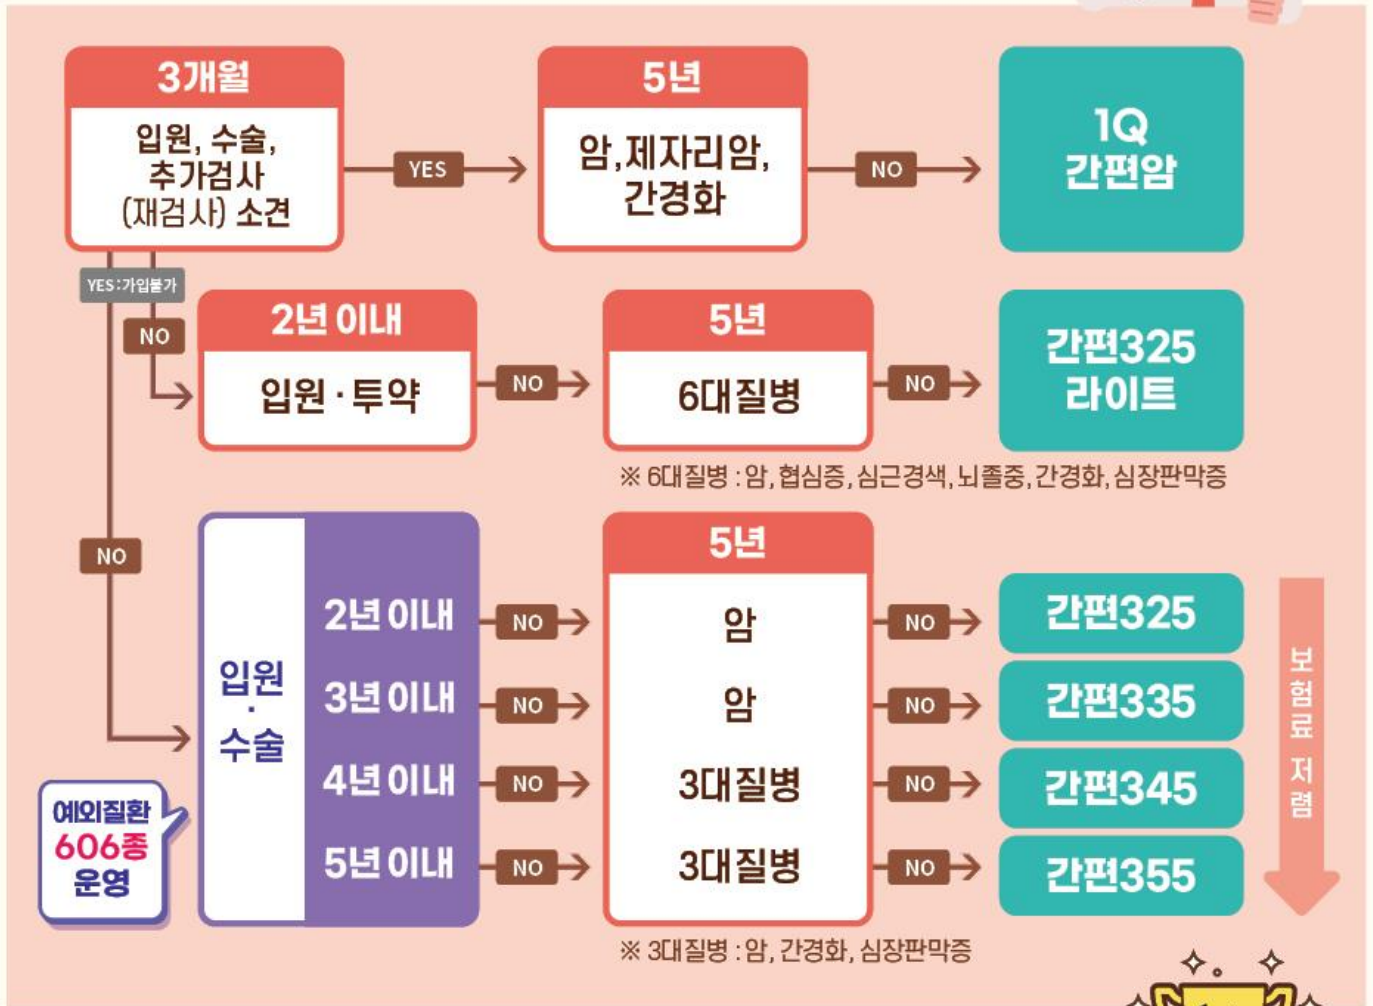 3개월
입원, 수술,
추가검사
(재검사) 소견
YES
5년
암,제자리암,
간경화
NO
1Q
간편암
YES:가입불가
NO
2년 이내
입원·투약
NO
5년
6대질병
NO
간편325
라이트
※ 6대질병 : 암, 협심증, 심근경색, 뇌졸중, 간경화, 심장판막증
NO
입원
·
수술
5년
2년 이내
NO
암
NO
간편325
3년 이내
NO
암
NO
간편335
4년 이내
NO
3대질병
NO
간편345
5년 이내
NO
3대질병
NO
간편355
보험료 저렴
예외질환
606종
운영
※ 3대질병 : 암, 간경화, 심장판막증